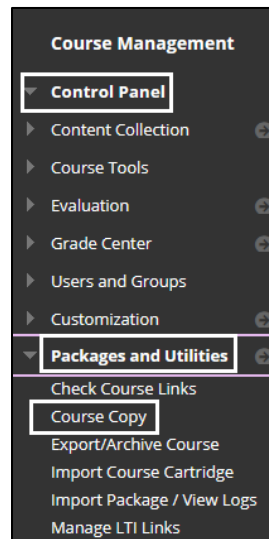 Course Management
Control Panel
Content Collection
Course Tools
Evaluation
Grade Center
Users and Groups
Customization
Packages and Utilities
Check Course Links
Course Copy
Export/Archive Course
Import Course Cartridge
Import Package / View Logs
Manage LTI Links